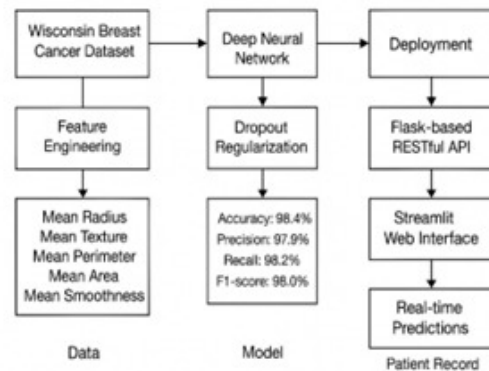 Wisconsin Breast
Cancer Dataset
Feature
Engineering
Mean Radius
Mean Texture
Mean Perimeter
Mean Area
Mean Smoothness
Data
Deep Neural
Network
Dropout
Regularization
Accuracy: 98.4%
Precision: 97.9%
Recall: 98.2%
F1-score: 98.0%
Model
Deployment
Flask-based
RESTful API
Streamlit
Web Interface
Real-time
Predictions
Patient Record